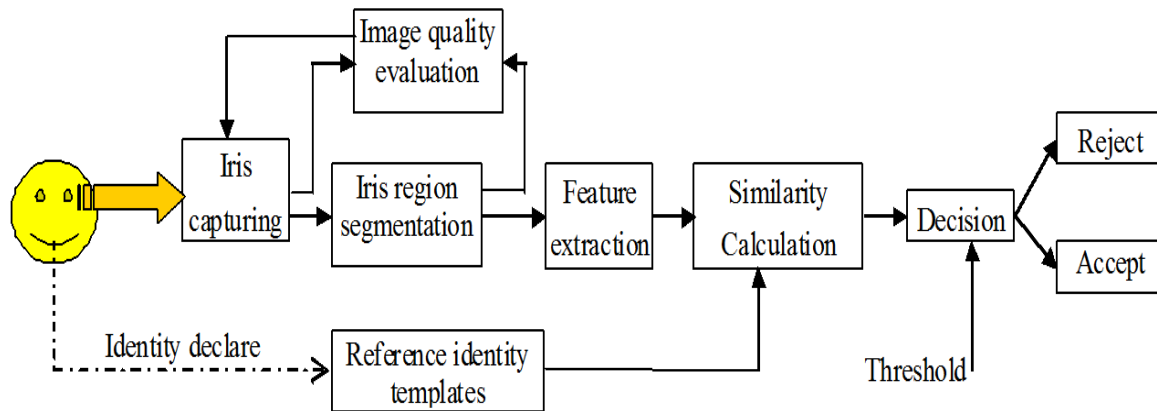 Image quality
evaluation
Iris
capturing
Iris region
segmentation
Feature
extraction
Similarity
Calculation
Decision
Reject
Accept
Identity declare
Reference identity
templates
Threshold